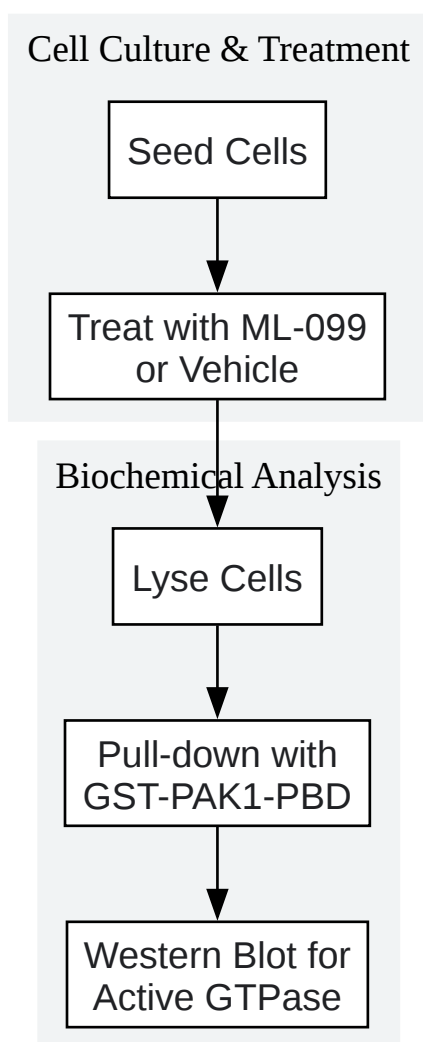 Cell Culture & Treatment
Seed Cells
Treat with ML-099
or Vehicle
Biochemical Analysis
Lyse Cells
Pull-down with
GST-PAK1-PBD
Western Blot for
Active GTPase